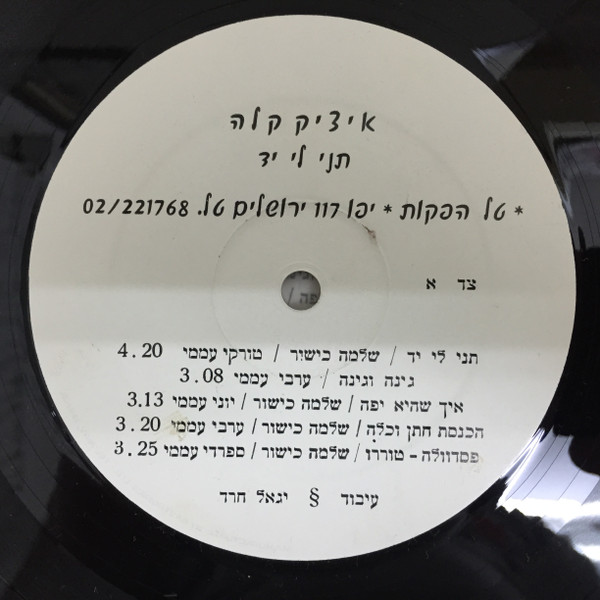 איציק קלה
תני לי יד
* טל הפקות * יפו 117 ירושלים טל. 02/221768
צד א
תני לי יד / שלמה כישור / טורקי עממי 4.20
גינה וגינה / ערבי עממי 3.08
איך שהיא יפה / שלמה כישור / יוני עממי 3.13
הכנסת חתן וכלה / שלמה כישור / ערבי עממי 3.20
פסדוולה - טוררו / שלמה כישור / ספרדי עממי 3.25
עיבוד § יגאל חרד